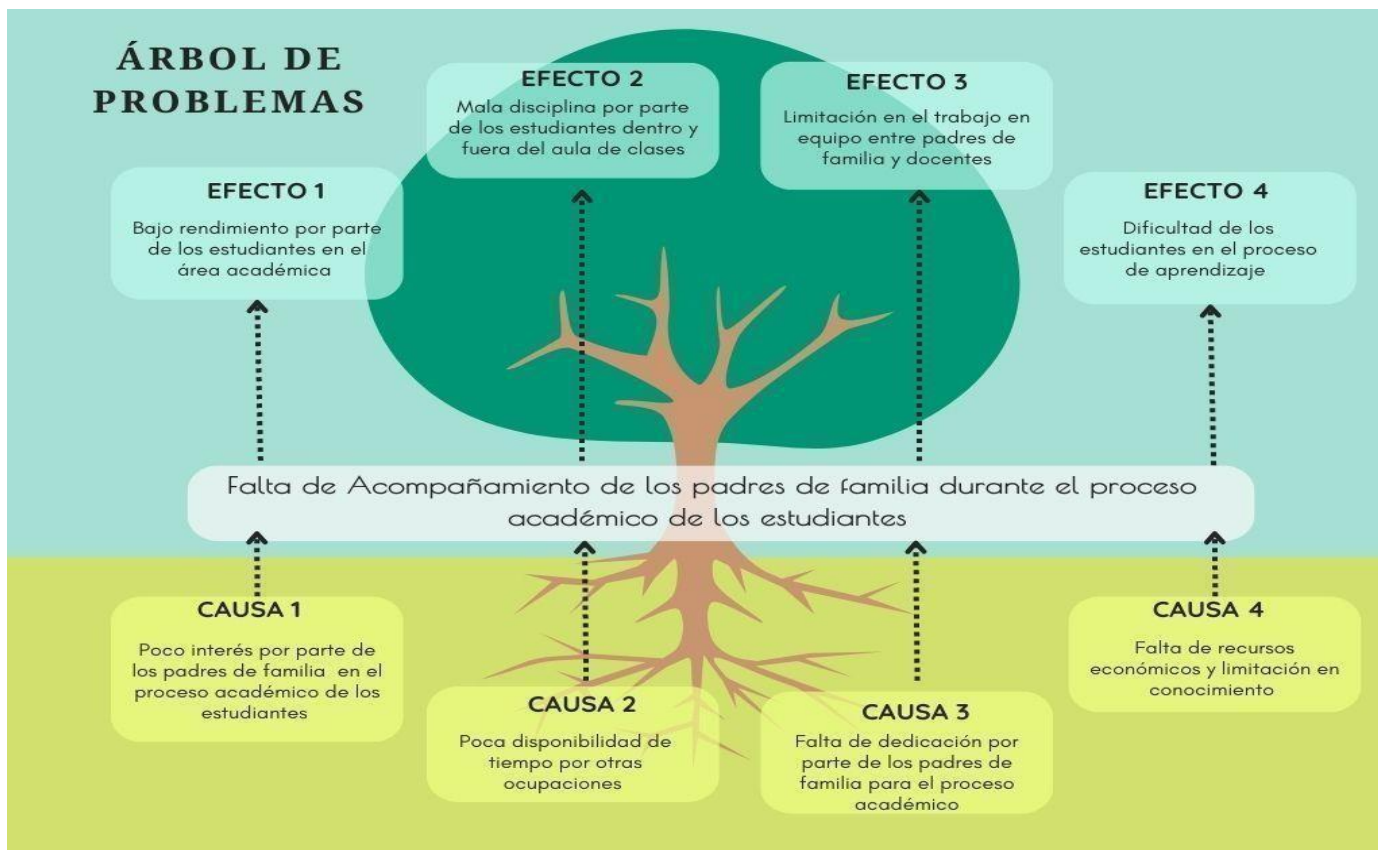 ÁRBOL DE
PROBLEMAS
EFECTO 1
Bajo rendimiento por parte
de los estudiantes en el
área académica
EFECTO 2
Mala disciplina por parte
de los estudiantes dentro y
fuera del aula de clases
EFECTO 3
Limitación en el trabajo en
equipo entre padres de
familia y docentes
EFECTO 4
Dificultad de los
estudiantes en el proceso
de aprendizaje
Falta de Acompañamiento de los padres de familia durante el proceso
académico de los estudiantes
CAUSA 1
Poco interés por parte de
los padres de familia en el
proceso académico de los
estudiantes
CAUSA 2
Poca disponibilidad de
tiempo por otras
ocupaciones
CAUSA 3
Falta de dedicación por
parte de los padres de
familia para el proceso
académico
CAUSA 4
Falta de recursos
económicos y limitación en
conocimiento